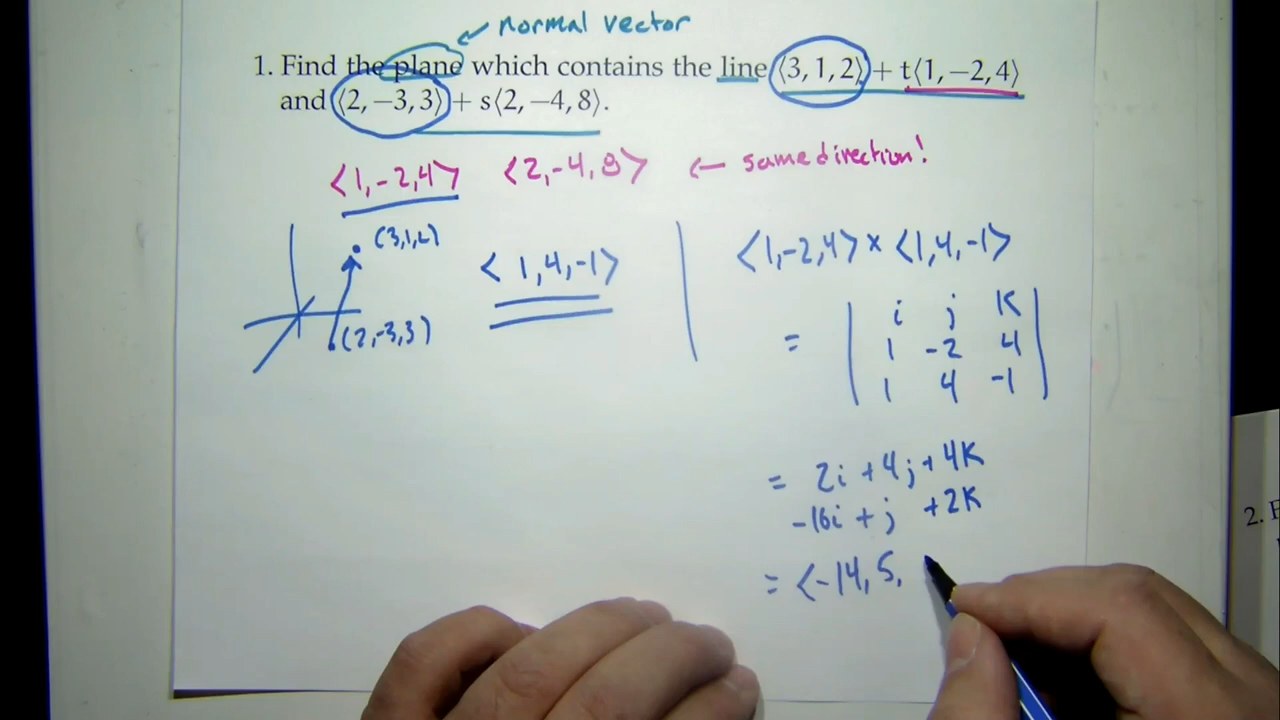 ← normal vector
1. Find the plane which contains the line ⟨3, 1, 2⟩ + t⟨1, −2, 4⟩
and ⟨2, −3, 3⟩ + s⟨2, −4, 8⟩.
<1,-2,4> <2,-4,8> ← same direction!
(3,1,2)
(2,-3,3)
<1,4,-1>
<1,-2,4> × <1,4,-1>
= | i j K |
| 1 -2 4 |
| 1 4 -1 |
= 2i + 4j + 4K
-16i + j + 2K
= <-14, 5,
2.